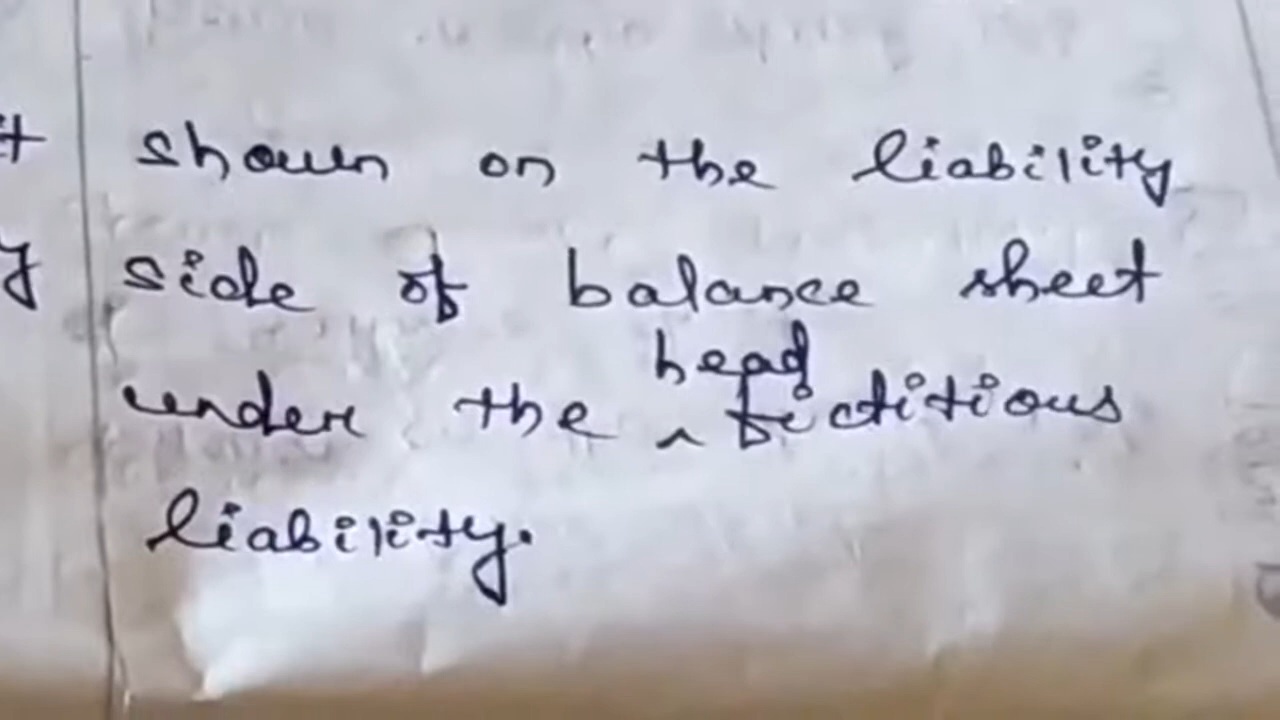 shown on the liability
side of balance sheet
head
under the ^ fictitious
liability.